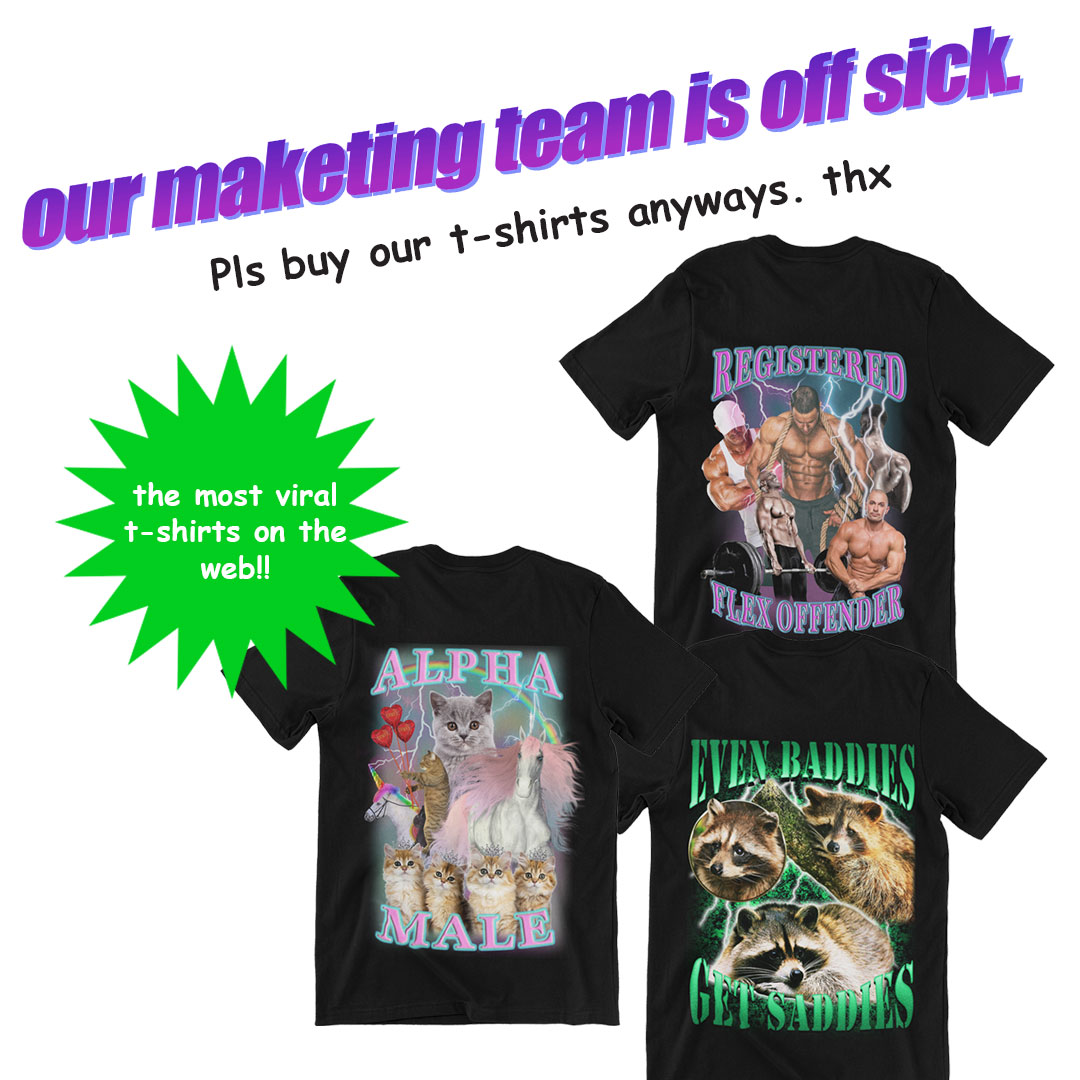 our maketing team is off sick.
Pls buy our t-shirts anyways. thx
the most viral
t-shirts on the
web!!
REGISTERED
FLEX OFFENDER
ALPHA
MALE
EVEN BADDIES
GET SADDIES